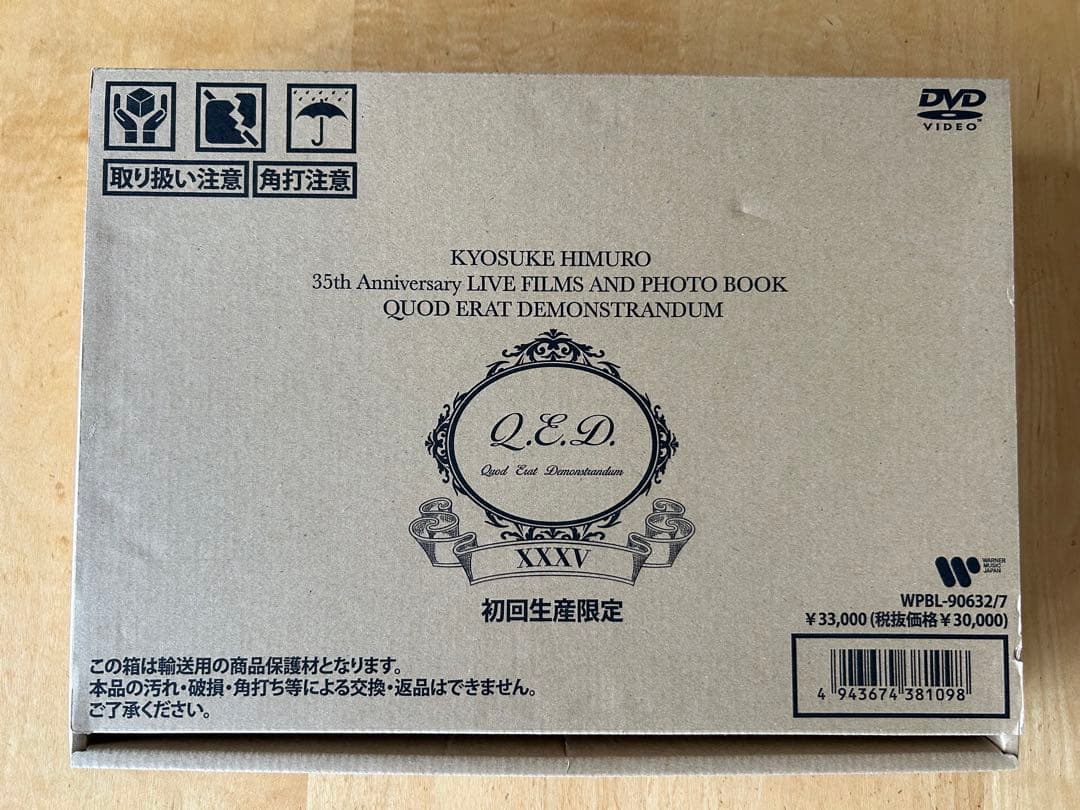 取り扱い注意 角打注意
DVD
VIDEO
KYOSUKE HIMURO
35th Anniversary LIVE FILMS AND PHOTO BOOK
QUOD ERAT DEMONSTRANDUM
Q.E.D.
Quod Erat Demonstrandum
XXXV
初回生産限定
WARNER
MUSIC
JAPAN
WPBL-90632/7
¥33,000(税抜価格¥30,000)
4 943674 381098
この箱は輸送用の商品保護材となります。
本品の汚れ・破損・角打ち等による交換・返品はできません。
ご了承ください。